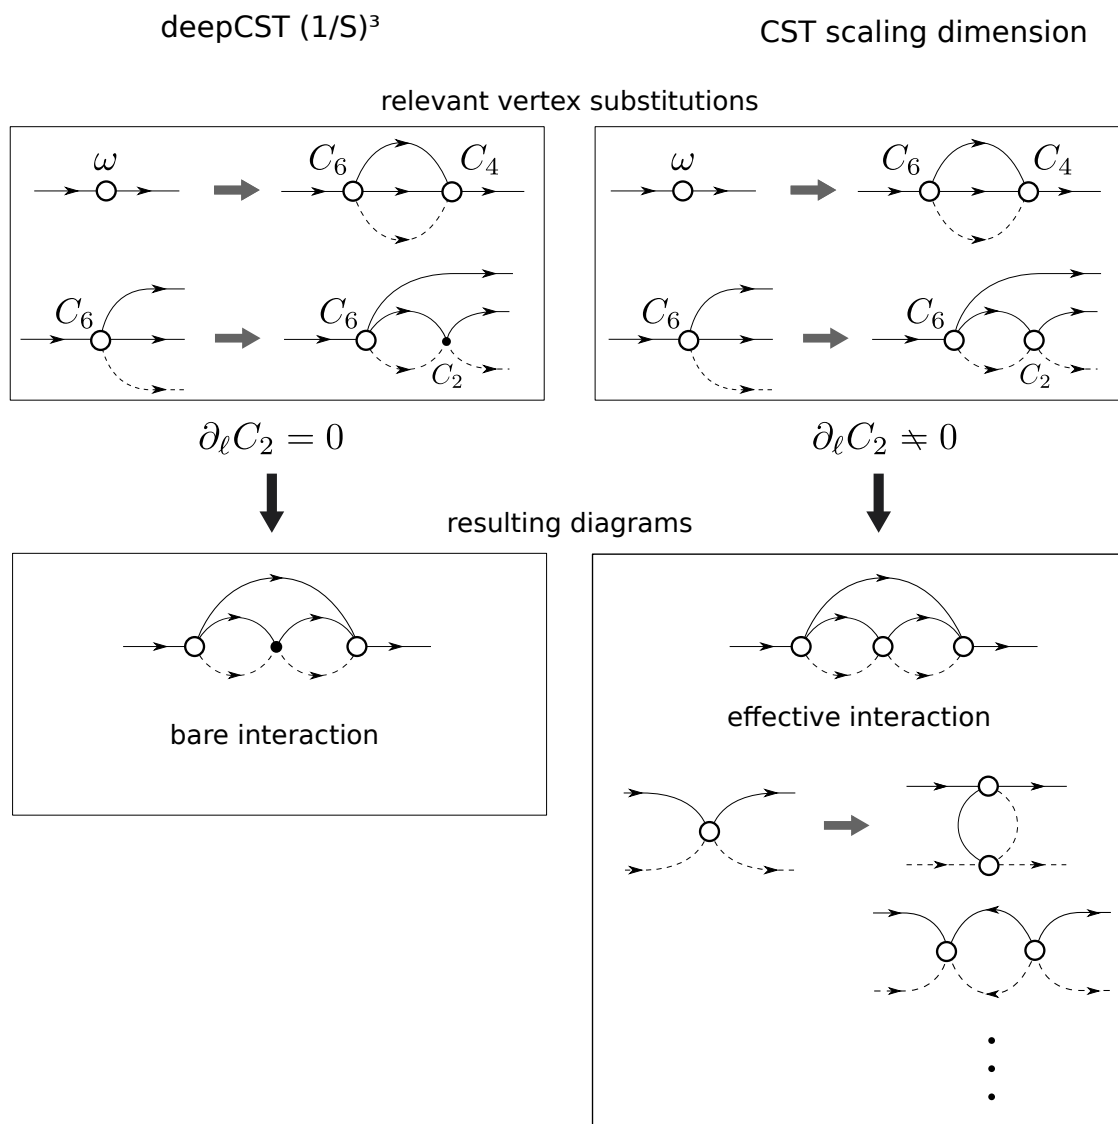 deepCST (1/S)³
CST scaling dimension
relevant vertex substitutions
ω C₆ C₄
C₆ C₆ C₂
ω C₆ C₄
C₆ C₆ C₂
∂ℓC₂ = 0
∂ℓC₂ ≠ 0
resulting diagrams
bare interaction
effective interaction